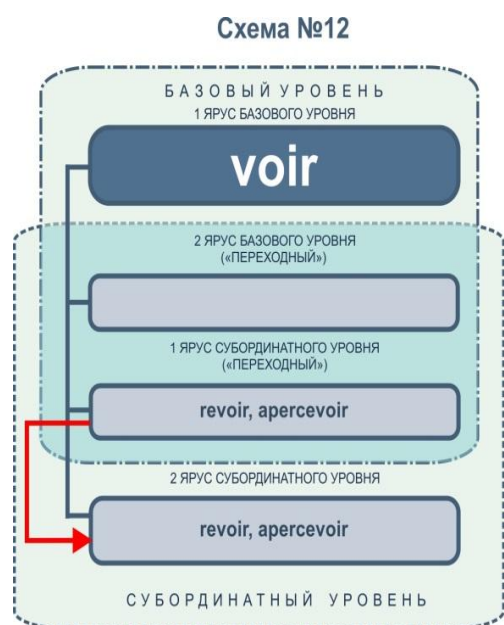 Схема №12
БАЗОВЫЙ УРОВЕНЬ
1 ЯРУС БАЗОВОГО УРОВНЯ
voir
2 ЯРУС БАЗОВОГО УРОВНЯ
(«ПЕРЕХОДНЫЙ»)
1 ЯРУС СУБОРДИНАТНОГО УРОВНЯ
(«ПЕРЕХОДНЫЙ»)
revoir, apercevoir
2 ЯРУС СУБОРДИНАТНОГО УРОВНЯ
revoir, apercevoir
СУБОРДИНАТНЫЙ УРОВЕНЬ